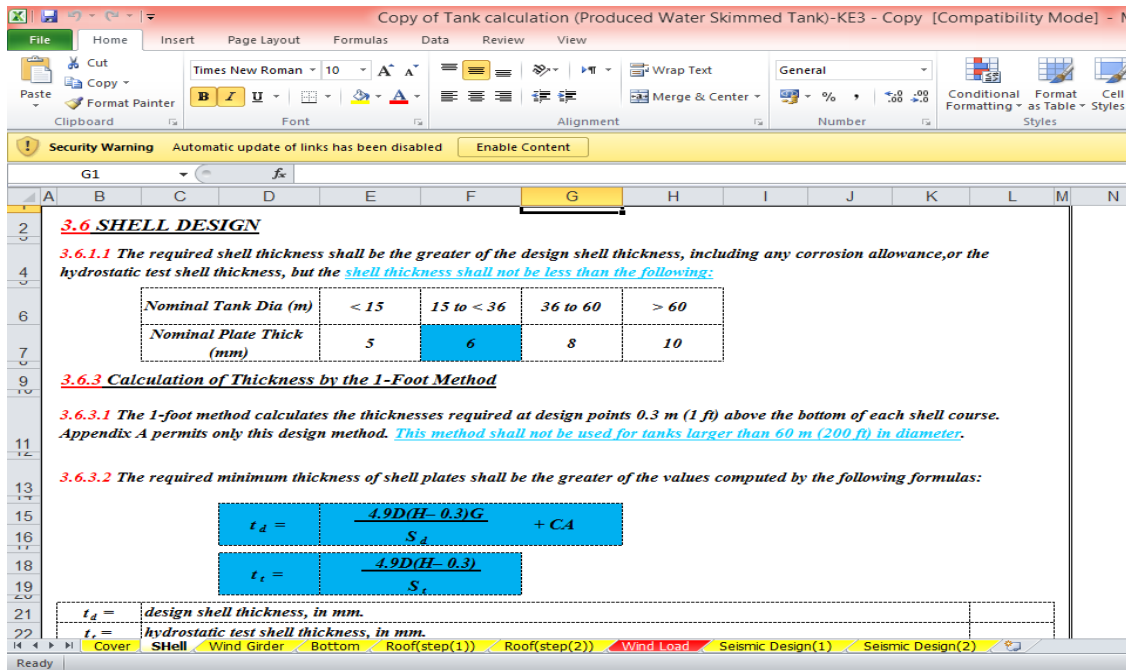 Copy of Tank calculation (Produced Water Skimmed Tank)-KE3 - Copy [Compatibility Mode] -
File Home Insert Page Layout Formulas Data Review View
Cut
Copy
Format Painter
Paste
Times New Roman 10 A A
B I U A
Wrap Text
Merge & Center
General
% ,
Conditional Formatting
Format as Table
Cell Styles
Clipboard Font Alignment Number Styles
Security Warning Automatic update of links has been disabled Enable Content
G1 fx
A B C D E F G H I J K L M N
2 3.6 SHELL DESIGN
3.6.1.1 The required shell thickness shall be the greater of the design shell thickness, including any corrosion allowance,or the
4 hydrostatic test shell thickness, but the shell thickness shall not be less than the following:
6 Nominal Tank Dia (m) < 15 15 to < 36 36 to 60 > 60
7 Nominal Plate Thick (mm) 5 6 8 10
9 3.6.3 Calculation of Thickness by the 1-Foot Method
3.6.3.1 The 1-foot method calculates the thicknesses required at design points 0.3 m (1 ft) above the bottom of each shell course.
11 Appendix A permits only this design method. This method shall not be used for tanks larger than 60 m (200 ft) in diameter.
13 3.6.3.2 The required minimum thickness of shell plates shall be the greater of the values computed by the following formulas:
15 t d = 4.9D(H– 0.3)G + CA
16 S d
18 t t = 4.9D(H– 0.3)
19 S t
21 t d = design shell thickness, in mm.
22 t t = hydrostatic test shell thickness, in mm.
Cover SHell Wind Girder Bottom Roof(step(1)) Roof(step(2)) Wind Load Seismic Design(1) Seismic Design(2)
Ready